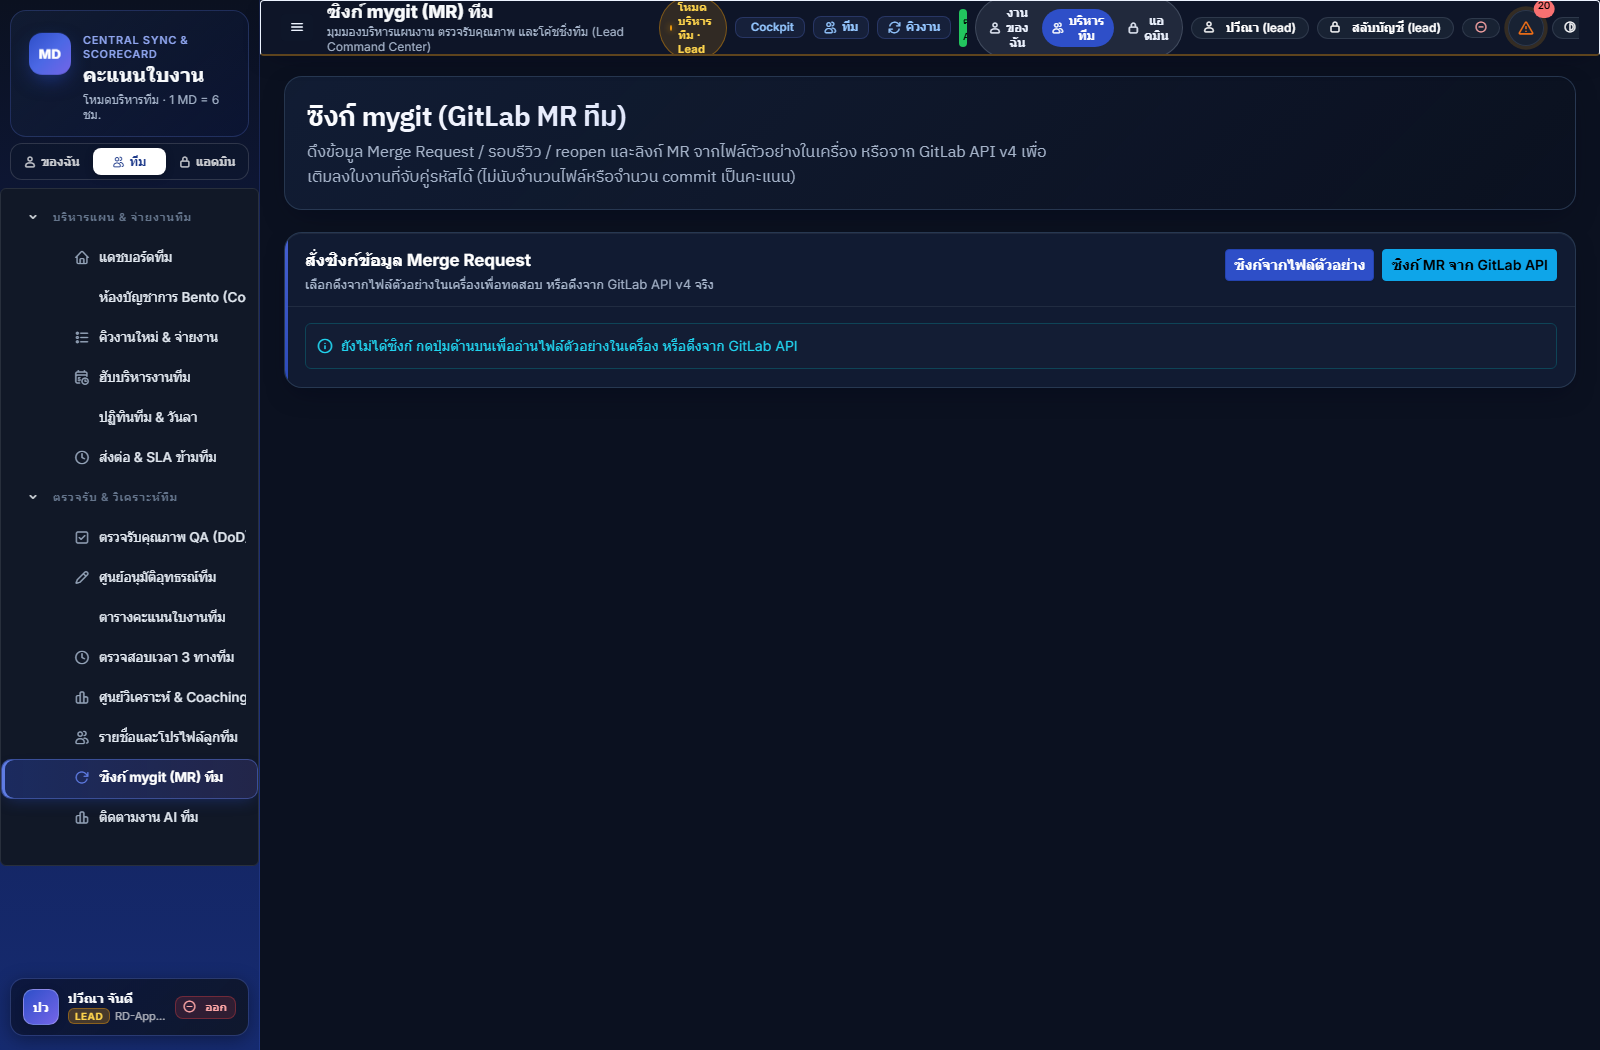 MD
CENTRAL SYNC &
SCORECARD
คะแนนใบงาน
โหมดบริหารทีม · 1 MD = 6
ชม.
ของฉัน
ทีม
แอดมิน
บริหารแผน & จ่ายงานทีม
แดชบอร์ดทีม
ห้องบัญชาการ Bento (Co
คิวงานใหม่ & จ่ายงาน
ฮับบริหารงานทีม
ปฏิทินทีม & วันลา
ส่งต่อ & SLA ข้ามทีม
ตรวจรับ & วิเคราะห์ทีม
ตรวจรับคุณภาพ QA (DoD)
ศูนย์อนุมัติอุทธรณ์ทีม
ตารางคะแนนใบงานทีม
ตรวจสอบเวลา 3 ทางทีม
ศูนย์วิเคราะห์ & Coaching
รายชื่อและโปรไฟล์ลูกทีม
ซิงก์ mygit (MR) ทีม
ติดตามงาน AI ทีม
ปว
ปวีณา จันดี
LEAD RD-App...
ออก
ซิงก์ mygit (MR) ทีม
มุมมองบริหารแผนงาน ตรวจรับคุณภาพ และโค้ชชิ่งทีม (Lead
Command Center)
โหมด
บริหาร
ทีม ·
Lead
Cockpit
ทีม
คิวงาน
งาน
ของ
ฉัน
บริหาร
ทีม
แอ
ดมิน
ปวีณา (lead)
สลับบัญชี (lead)
20
ซิงก์ mygit (GitLab MR ทีม)
ดึงข้อมูล Merge Request / รอบรีวิว / reopen และลิงก์ MR จากไฟล์ตัวอย่างในเครื่อง หรือจาก GitLab API v4 เพื่อ
เติมลงใบงานที่จับคู่รหัสได้ (ไม่นับจำนวนไฟล์หรือจำนวน commit เป็นคะแนน)
สั่งซิงก์ข้อมูล Merge Request
เลือกดึงจากไฟล์ตัวอย่างในเครื่องเพื่อทดสอบ หรือดึงจาก GitLab API v4 จริง
ซิงก์จากไฟล์ตัวอย่าง
ซิงก์ MR จาก GitLab API
ยังไม่ได้ซิงก์ กดปุ่มด้านบนเพื่ออ่านไฟล์ตัวอย่างในเครื่อง หรือดึงจาก GitLab API